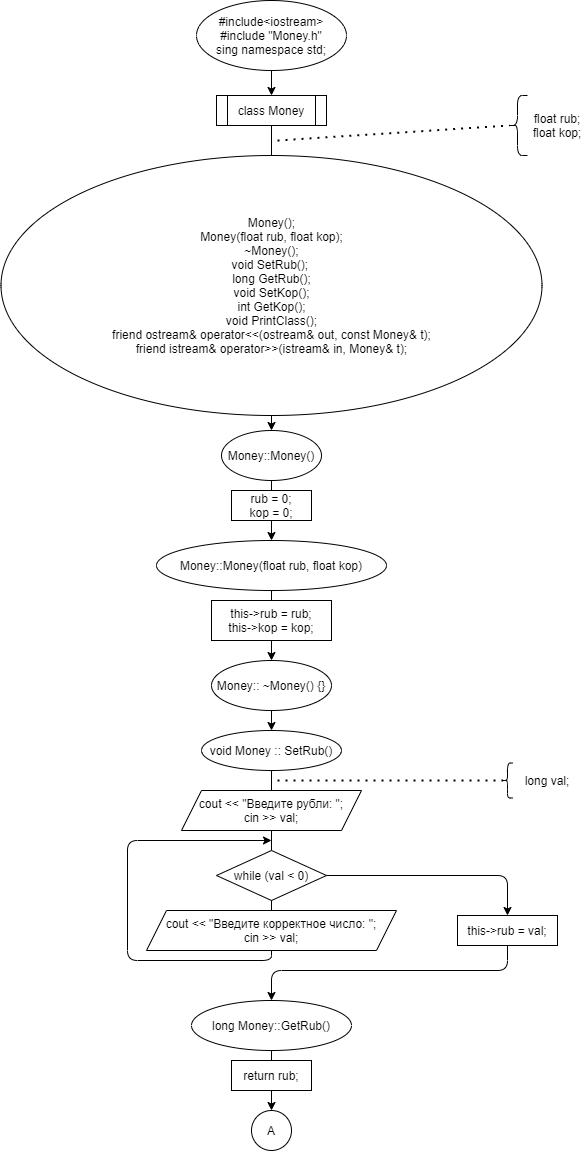 #include<iostream>
#include "Money.h"
sing namespace std;
class Money
float rub;
float kop;
Money();
Money(float rub, float kop);
~Money();
void SetRub();
long GetRub();
void SetKop();
int GetKop();
void PrintClass();
friend ostream& operator<<(ostream& out, const Money& t);
friend istream& operator>>(istream& in, Money& t);
Money::Money()
rub = 0;
kop = 0;
Money::Money(float rub, float kop)
this->rub = rub;
this->kop = kop;
Money:: ~Money() {}
void Money :: SetRub()
long val;
cout << "Введите рубли: ";
cin >> val;
while (val < 0)
cout << "Введите корректное число: ";
cin >> val;
this->rub = val;
long Money::GetRub()
return rub;
A